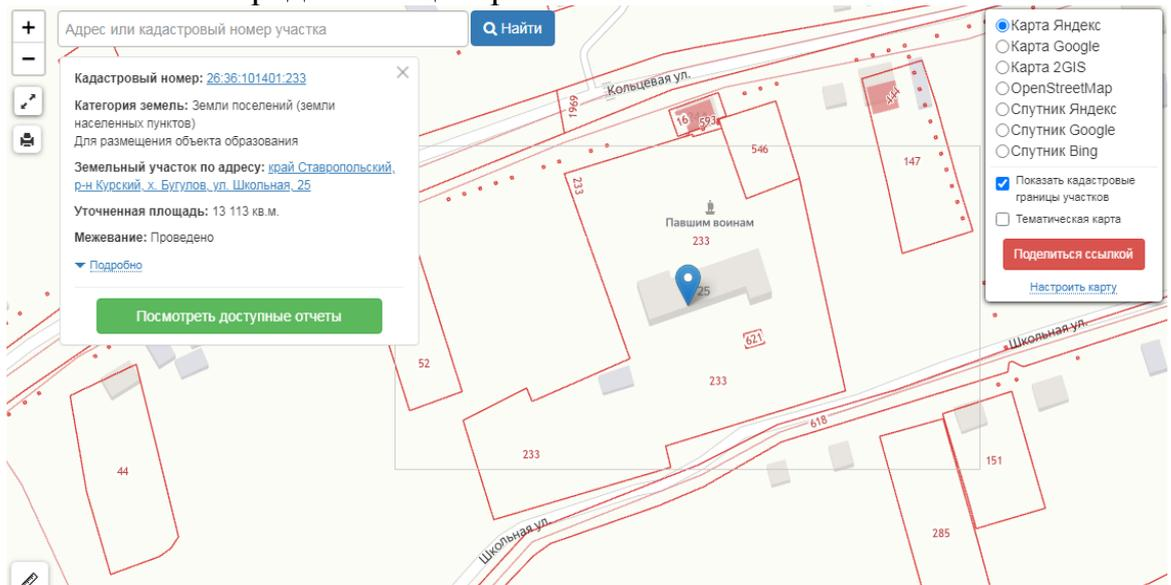 +
−
Адрес или кадастровый номер участка
Найти
Кадастровый номер: 26:36:101401:233
Категория земель: Земли поселений (земли
населенных пунктов)
Для размещения объекта образования
Земельный участок по адресу: край Ставропольский,
р-н Курский, х. Бугулов, ул. Школьная, 25
Уточненная площадь: 13 113 кв.м.
Межевание: Проведено
Подробно
Посмотреть доступные отчеты
Карта Яндекс
Карта Google
Карта 2GIS
OpenStreetMap
Спутник Яндекс
Спутник Google
Спутник Bing
Показать кадастровые
границы участков
Тематическая карта
Поделиться ссылкой
Настроить карту
Кольцевая ул.
1969
593
546
147
233
Павшим воинам
233
25
621
233
52
Школьная ул.
618
233
44
151
285
Школьная ул.